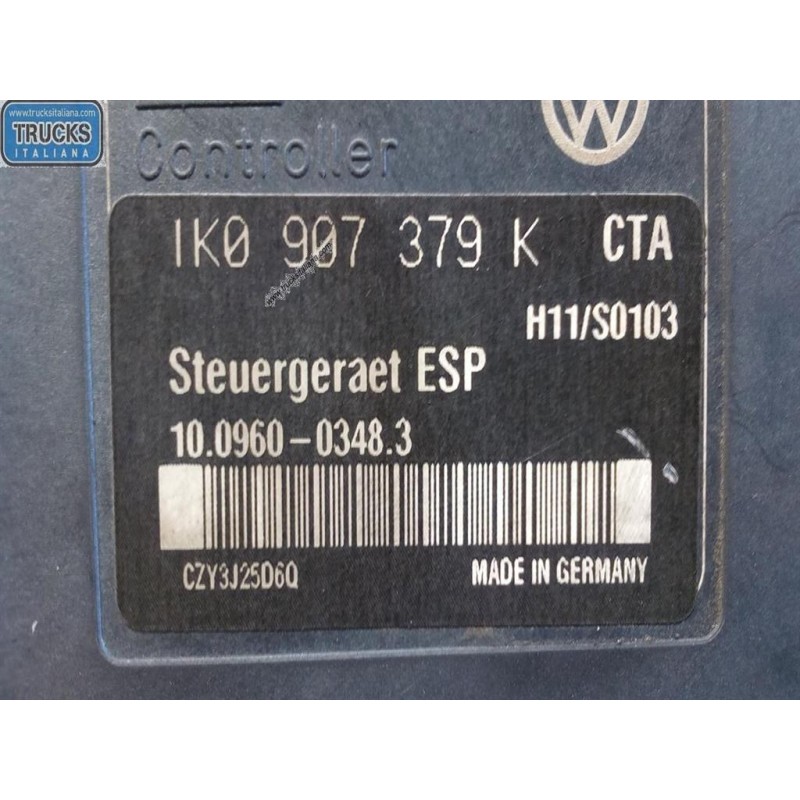 www.trucksitaliana.com
TRUCKS
ITALIANA
Controller
1K0 907 379 K CTA
H11/S0103
Steuergeraet ESP
10.0960-0348.3
CZY3J25D6Q MADE IN GERMANY